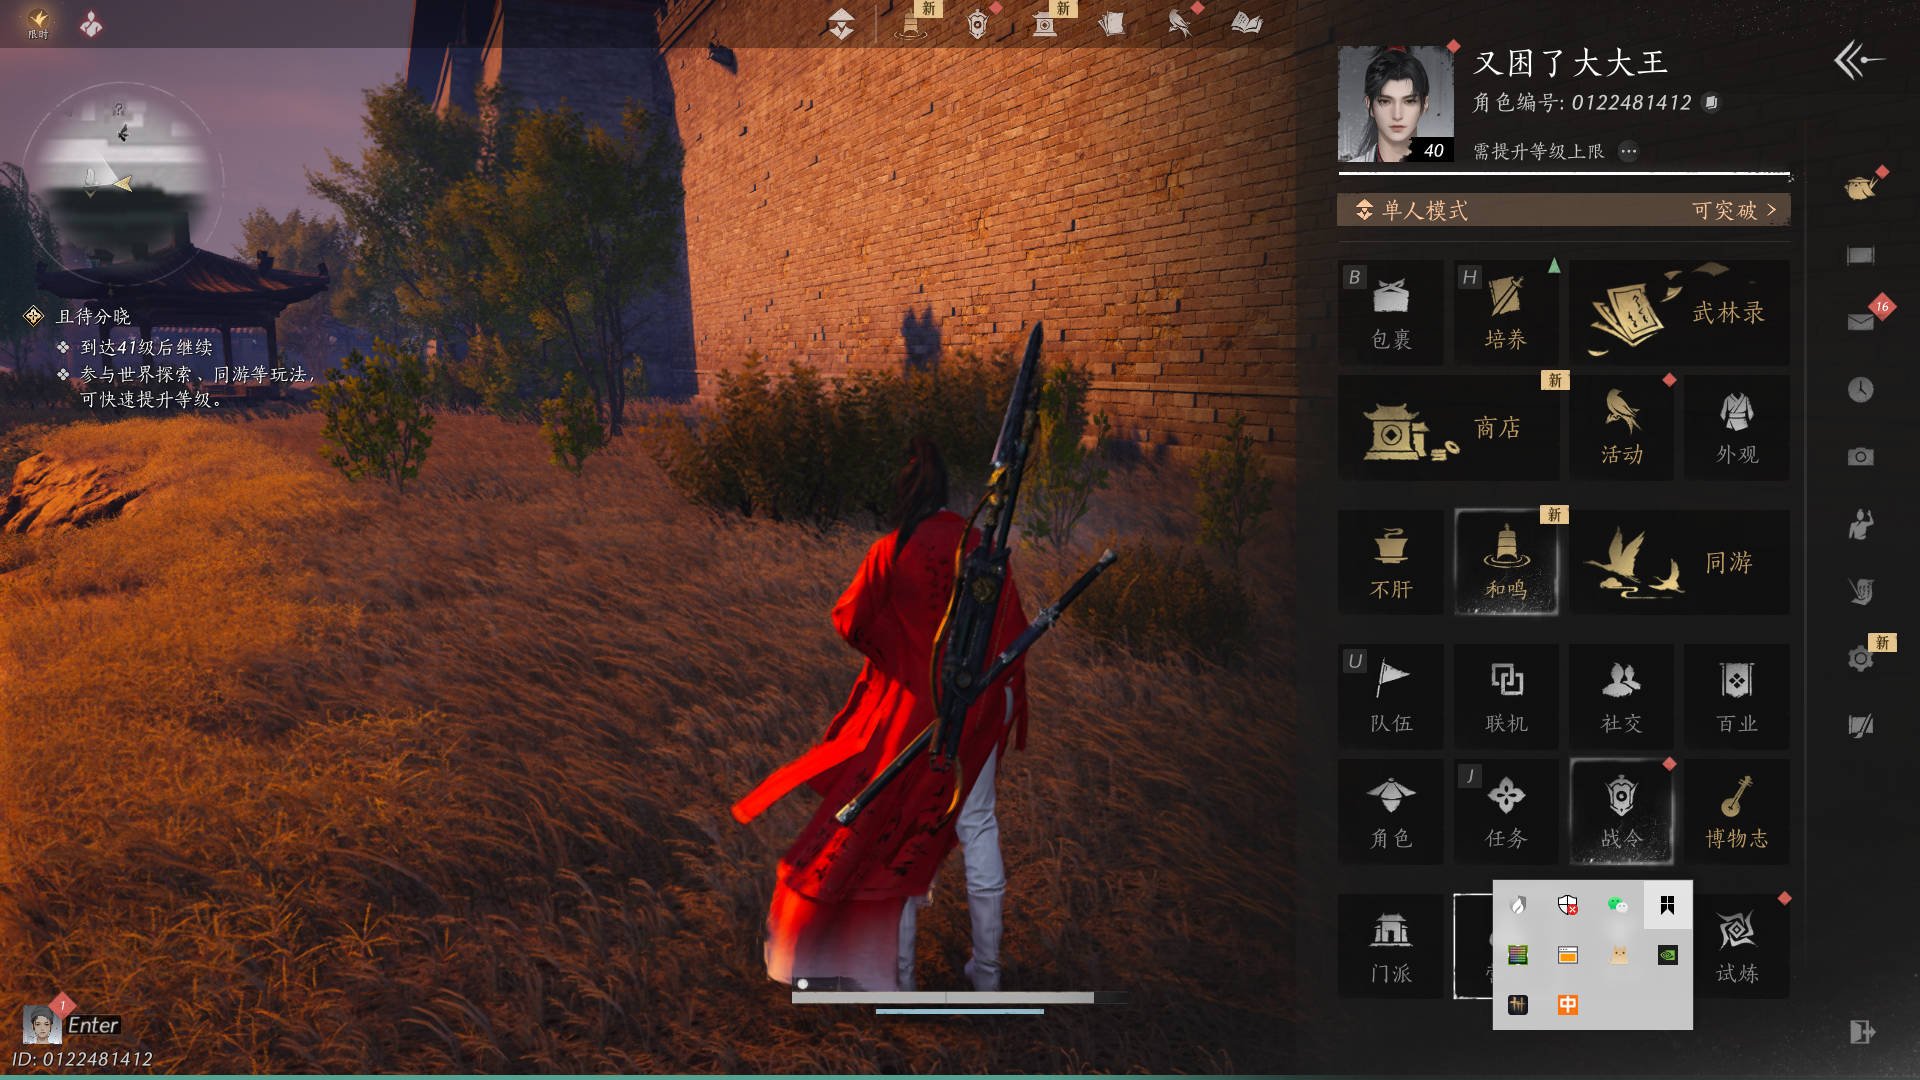 限时
新
新
又困了大大王
角色编号: 0122481412
40
需提升等级上限
单人模式
可突破
?
且待分晓
到达41级后继续
参与世界探索、同游等玩法，
可快速提升等级。
B
包裹
H
培养
武林录
16
商店
新
活动
外观
不肝
新
和鸣
同游
新
U
队伍
联机
社交
百业
角色
J
任务
战令
博物志
门派
试炼
中
1
Enter
ID: 0122481412